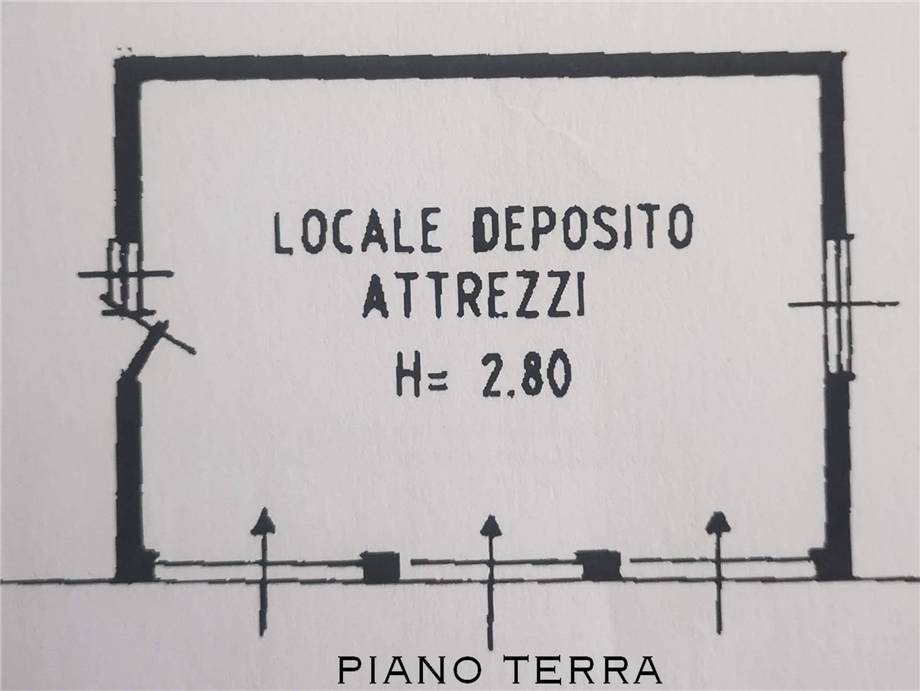 LOCALE DEPOSITO
ATTREZZI
H= 2.80
PIANO TERRA